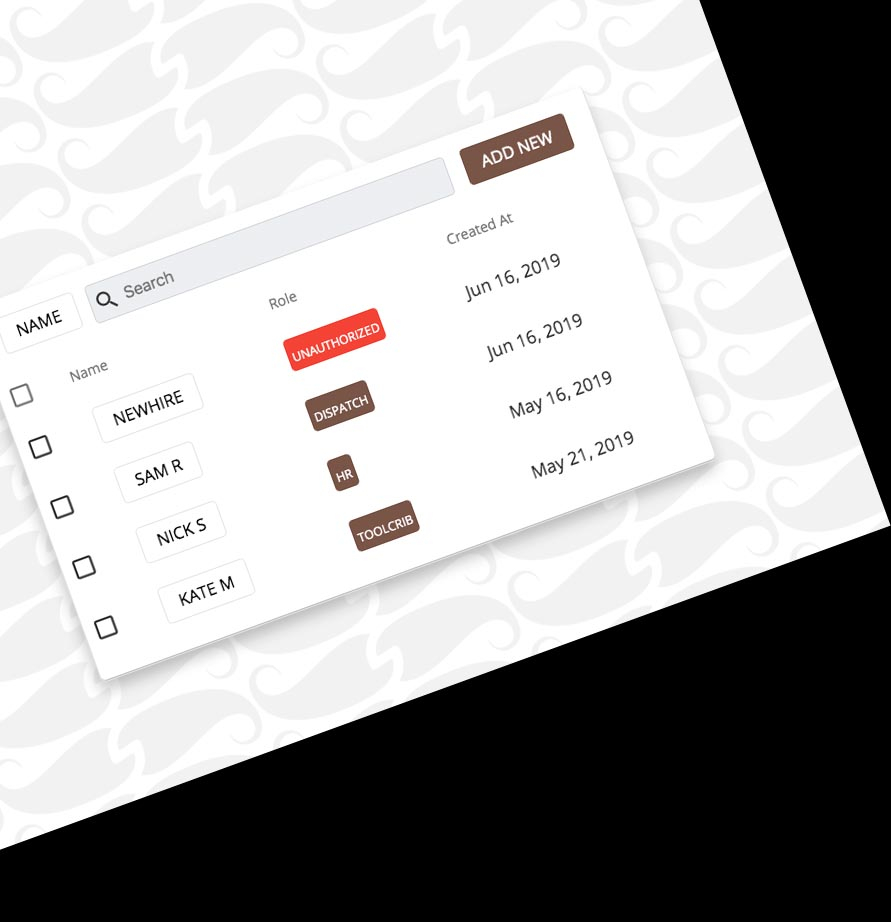 NAME Search ADD NEW
Name Role Created At
NEWHIRE UNAUTHORIZED Jun 16, 2019
SAM R DISPATCH Jun 16, 2019
NICK S HR May 16, 2019
KATE M TOOLCRIB May 21, 2019